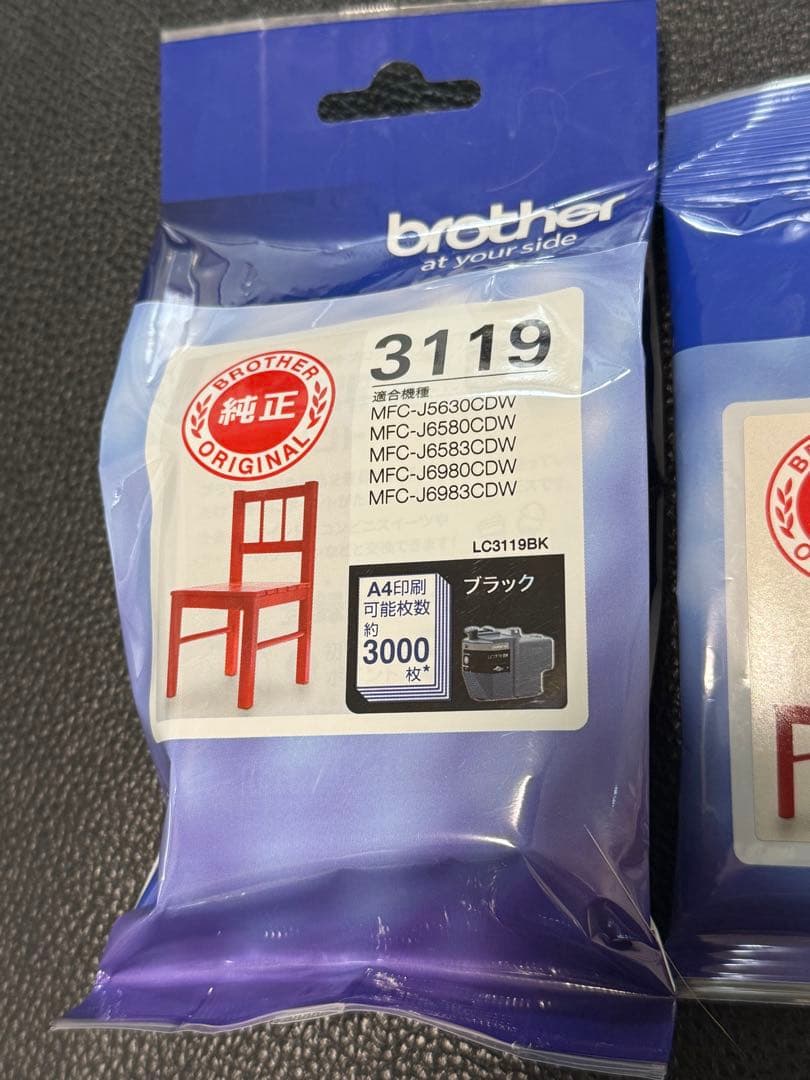 brother
at your side
3119
BROTHER
純正
ORIGINAL
適合機種
MFC-J5630CDW
MFC-J6580CDW
MFC-J6583CDW
MFC-J6980CDW
MFC-J6983CDW
LC3119BK
A4印刷
可能枚数
約
3000
枚*
ブラック